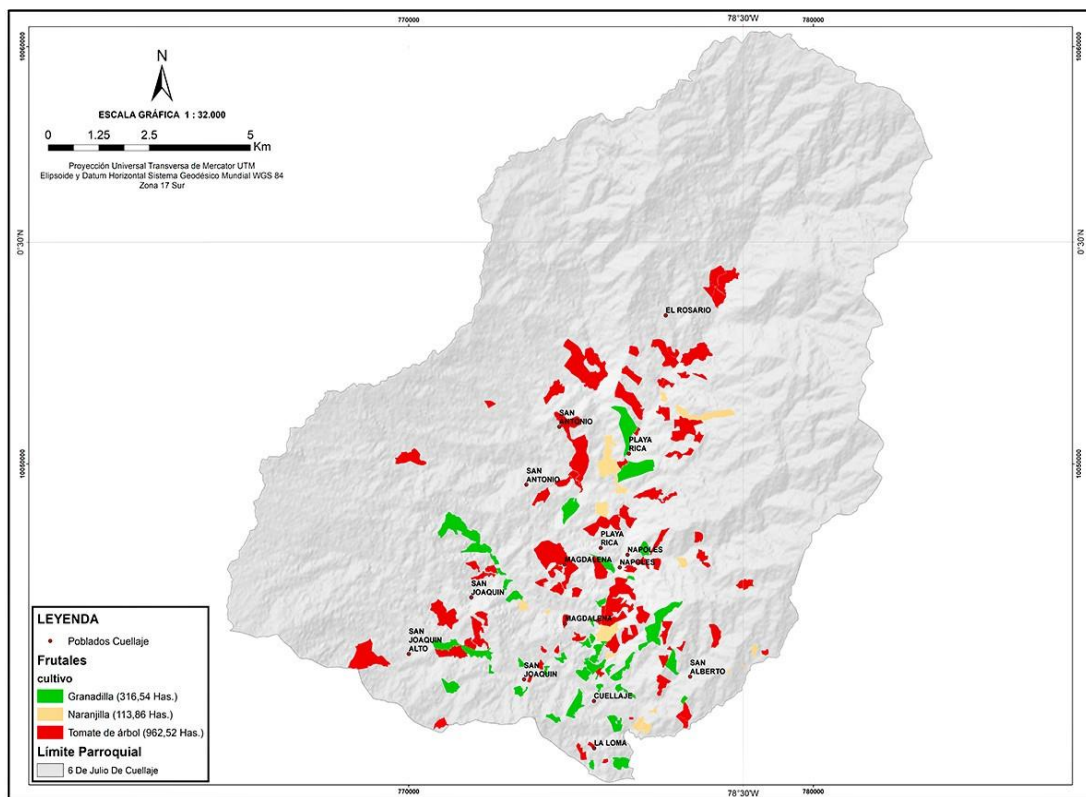 770000
78°30'W
780000
10060000
10060000
N
ESCALA GRÁFICA 1 : 32.000
0 1.25 2.5 5
Km
Proyección Universal Transversa de Mercator UTM
Elipsoide y Datum Horizontal Sistema Geodésico Mundial WGS 84
Zona 17 Sur
0°30'N
0°30'N
EL ROSARIO
SAN
ANTONIO
PLAYA
RICA
10050000
10050000
SAN
ANTONIO
PLAYA
RICA
NAPOLES
MAGDALENA
NAPOLES
SAN
JOAQUIN
MAGDALENA
SAN
JOAQUIN
ALTO
SAN
JOAQUIN
SAN
ALBERTO
CUELLAJE
LA LOMA
LEYENDA
Poblados Cuellaje
Frutales
cultivo
Granadilla (316,54 Has.)
Naranjilla (113,86 Has.)
Tomate de árbol (962,52 Has.)
Límite Parroquial
6 De Julio De Cuellaje
770000
78°30'W
780000